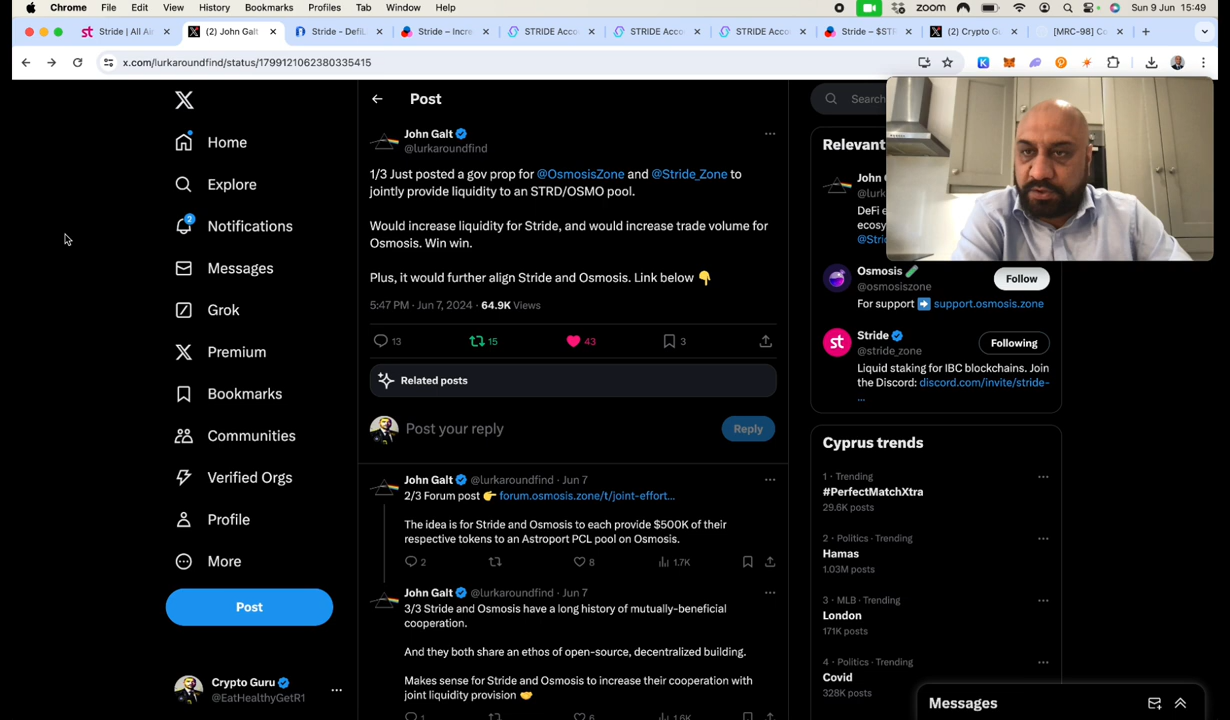 Chrome File Edit View History Bookmarks Profiles Tab Window Help
zoom
Sun 9 Jun 15:49
Stride | All Ai
(2) John Galt
Stride - DefiL
Stride – Incre
STRIDE Acco
STRIDE Acco
STRIDE Acco
Stride – $ST
(2) Crypto G
[MRC-98] C
x.com/lurkaroundfind/status/1799121062380335415
Home
Explore
2
Notifications
Messages
Grok
Premium
Bookmarks
Communities
Verified Orgs
Profile
More
Post
Crypto Guru
@EatHealthyGetR1
Post
John Galt
@lurkaroundfind
1/3 Just posted a gov prop for @OsmosisZone and @Stride_Zone to
jointly provide liquidity to an STRD/OSMO pool.
Would increase liquidity for Stride, and would increase trade volume for
Osmosis. Win win.
Plus, it would further align Stride and Osmosis. Link below 👇
5:47 PM · Jun 7, 2024 · 64.9K Views
13 15 43 3
Related posts
Post your reply
Reply
John Galt @lurkaroundfind · Jun 7
2/3 Forum post 👉 forum.osmosis.zone/t/joint-effort...
The idea is for Stride and Osmosis to each provide $500K of their
respective tokens to an Astroport PCL pool on Osmosis.
2 8 1.7K
John Galt @lurkaroundfind · Jun 7
3/3 Stride and Osmosis have a long history of mutually-beneficial
cooperation.
And they both share an ethos of open-source, decentralized building.
Makes sense for Stride and Osmosis to increase their cooperation with
joint liquidity provision 🤝
1 6 1.6K
Search
Relevant
John
@lurk
DeFi e
ecosy
@Stri
Osmosis 🧪
@osmosiszone
Follow
For support ➡️ support.osmosis.zone
Stride
@stride_zone
Following
Liquid staking for IBC blockchains. Join
the Discord: discord.com/invite/stride-
...
Cyprus trends
1 · Trending
#PerfectMatchXtra
29.6K posts
2 · Politics · Trending
Hamas
1.03M posts
3 · MLB · Trending
London
171K posts
4 · Politics · Trending
Covid
328K posts
Messages